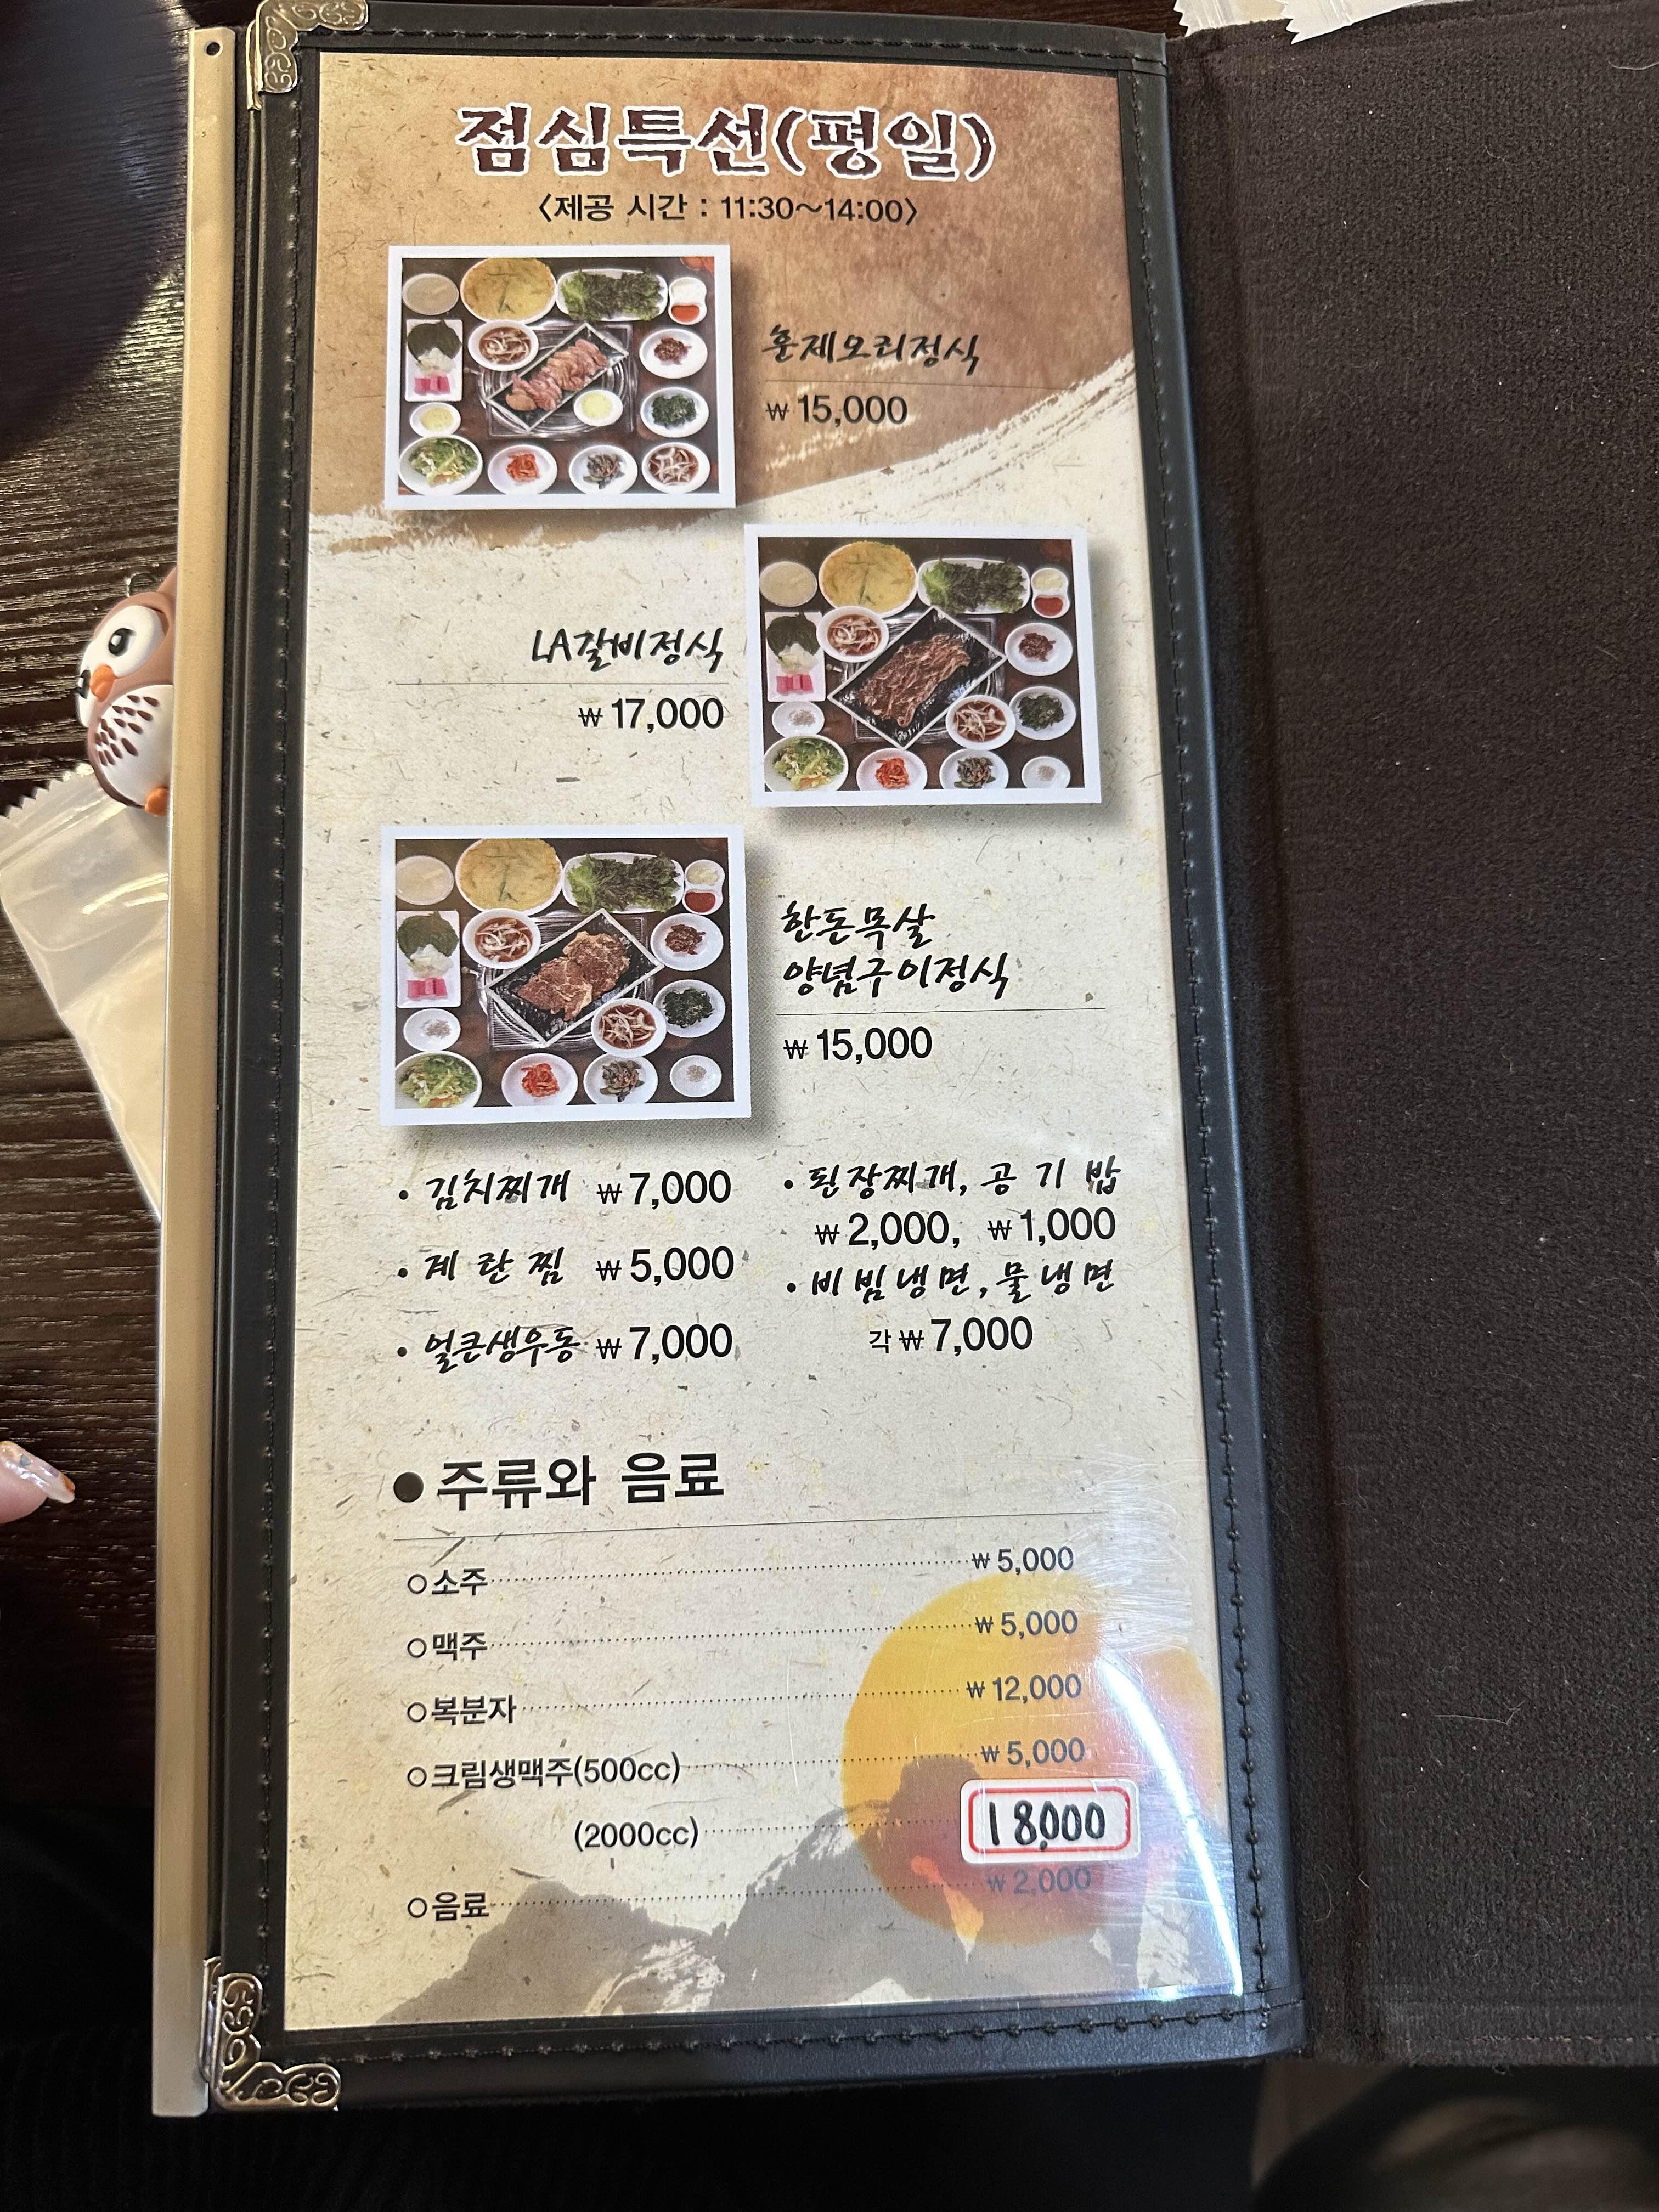 점심특선(평일)
<제공 시간 : 11:30~14:00>
훈제오리정식
₩ 15,000
LA갈비정식
₩ 17,000
한돈목살
양념구이정식
₩ 15,000
• 김치찌개 ₩ 7,000
• 계 란 찜 ₩ 5,000
• 얼큰생우동 ₩ 7,000
• 된장찌개, 공 기 밥
₩ 2,000, ₩ 1,000
• 비빔냉면, 물냉면
각 ₩ 7,000
● 주류와 음료
○ 소주 ₩ 5,000
○ 맥주 ₩ 5,000
○ 복분자 ₩ 12,000
○ 크림생맥주(500cc) ₩ 5,000
(2000cc) 18,000
○ 음료 ₩ 2,000